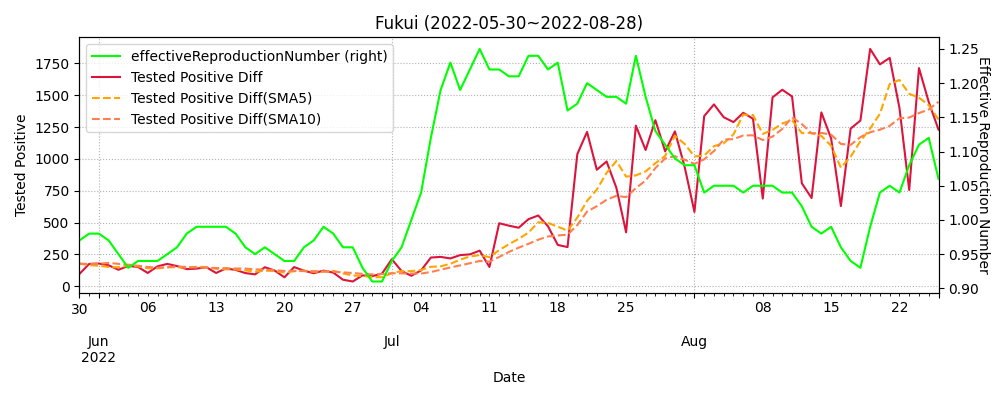 Fukui (2022-05-30~2022-08-28)
effectiveReproductionNumber (right)
Tested Positive Diff
Tested Positive Diff(SMA5)
Tested Positive Diff(SMA10)
Tested Positive
1750
1500
1250
1000
750
500
250
0
1.25
1.20
1.15
1.10
1.05
1.00
0.95
0.90
Effective Reproduction Number
30 06 13 20 27 04 11 18 25 08 15 22
Jun Jul Aug
2022
Date